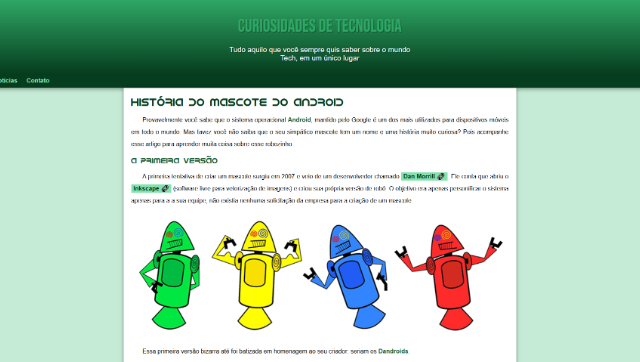 CURIOSIDADES DE TECNOLOGIA
Tudo aquilo que você sempre quis saber sobre o mundo
Tech, em um único lugar
otícias Contato
HISTÓRIA DO MASCOTE DO ANDROID
Provavelmente você sabe que o sistema operacional Android, mantido pelo Google é um dos mais utilizados para dispositivos móveis
em todo o mundo. Mas tavez você não saiba que o seu simpático mascote tem um nome e uma história muito curiosa? Pois acompanhe
esse artigo para aprender muita coisa sobre esse robozinho.
A PRIMEIRA VERSÃO
A primeira tentativa de criar um mascote surgiu em 2007 e veio de um desenvolvedor chamado Dan Morrill. Ele conta que abriu o
Inkscape (software livre para vetorização de imagens) e criou sua própria versão de robô. O objetivo era apenas personificar o sistema
apenas para a sua equipe, não existia nenhuma solicitação da empresa para a criação de um mascote.
Essa primeira versão bizarra até foi batizada em homenagem ao seu criador: seriam os Dandroids.